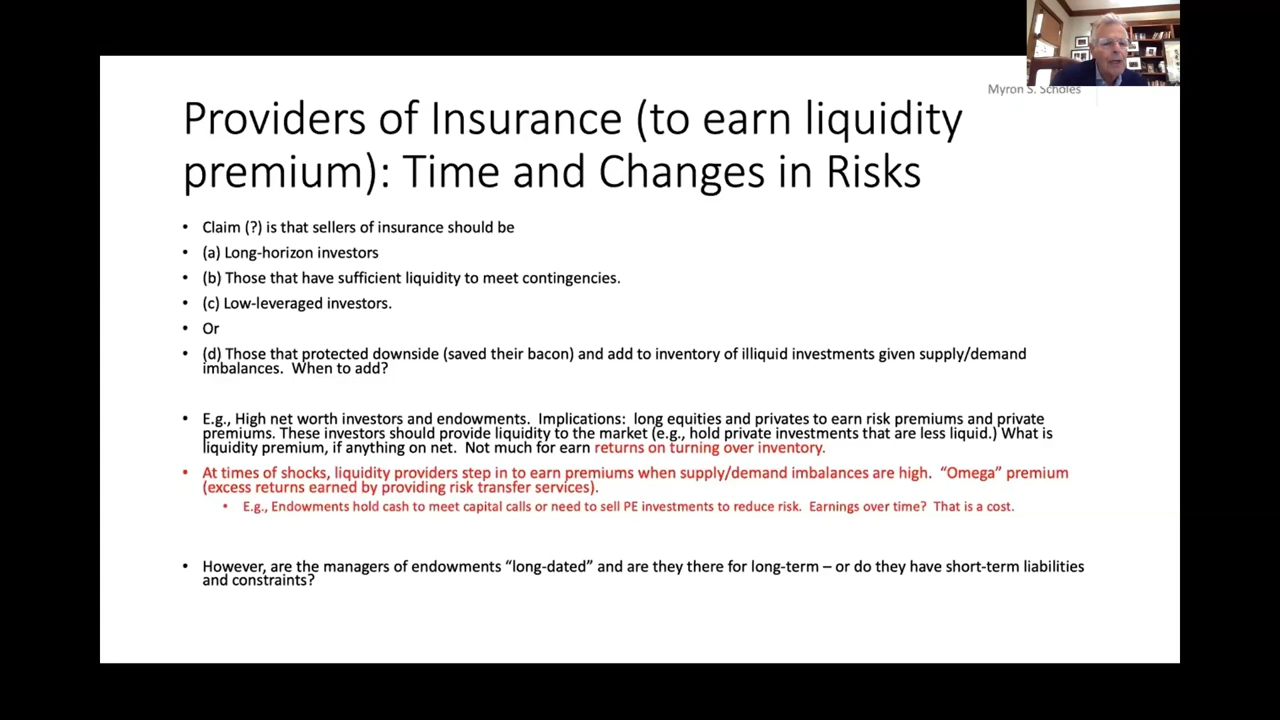 Myron S. Scholes
Providers of Insurance (to earn liquidity
premium): Time and Changes in Risks
• Claim (?) is that sellers of insurance should be
• (a) Long-horizon investors
• (b) Those that have sufficient liquidity to meet contingencies.
• (c) Low-leveraged investors.
• Or
• (d) Those that protected downside (saved their bacon) and add to inventory of illiquid investments given supply/demand
imbalances. When to add?
• E.g., High net worth investors and endowments. Implications: long equities and privates to earn risk premiums and private
premiums. These investors should provide liquidity to the market (e.g., hold private investments that are less liquid.) What is
liquidity premium, if anything on net. Not much for earn returns on turning over inventory.
• At times of shocks, liquidity providers step in to earn premiums when supply/demand imbalances are high. “Omega” premium
(excess returns earned by providing risk transfer services).
• E.g., Endowments hold cash to meet capital calls or need to sell PE investments to reduce risk. Earnings over time? That is a cost.
• However, are the managers of endowments “long-dated” and are they there for long-term – or do they have short-term liabilities
and constraints?